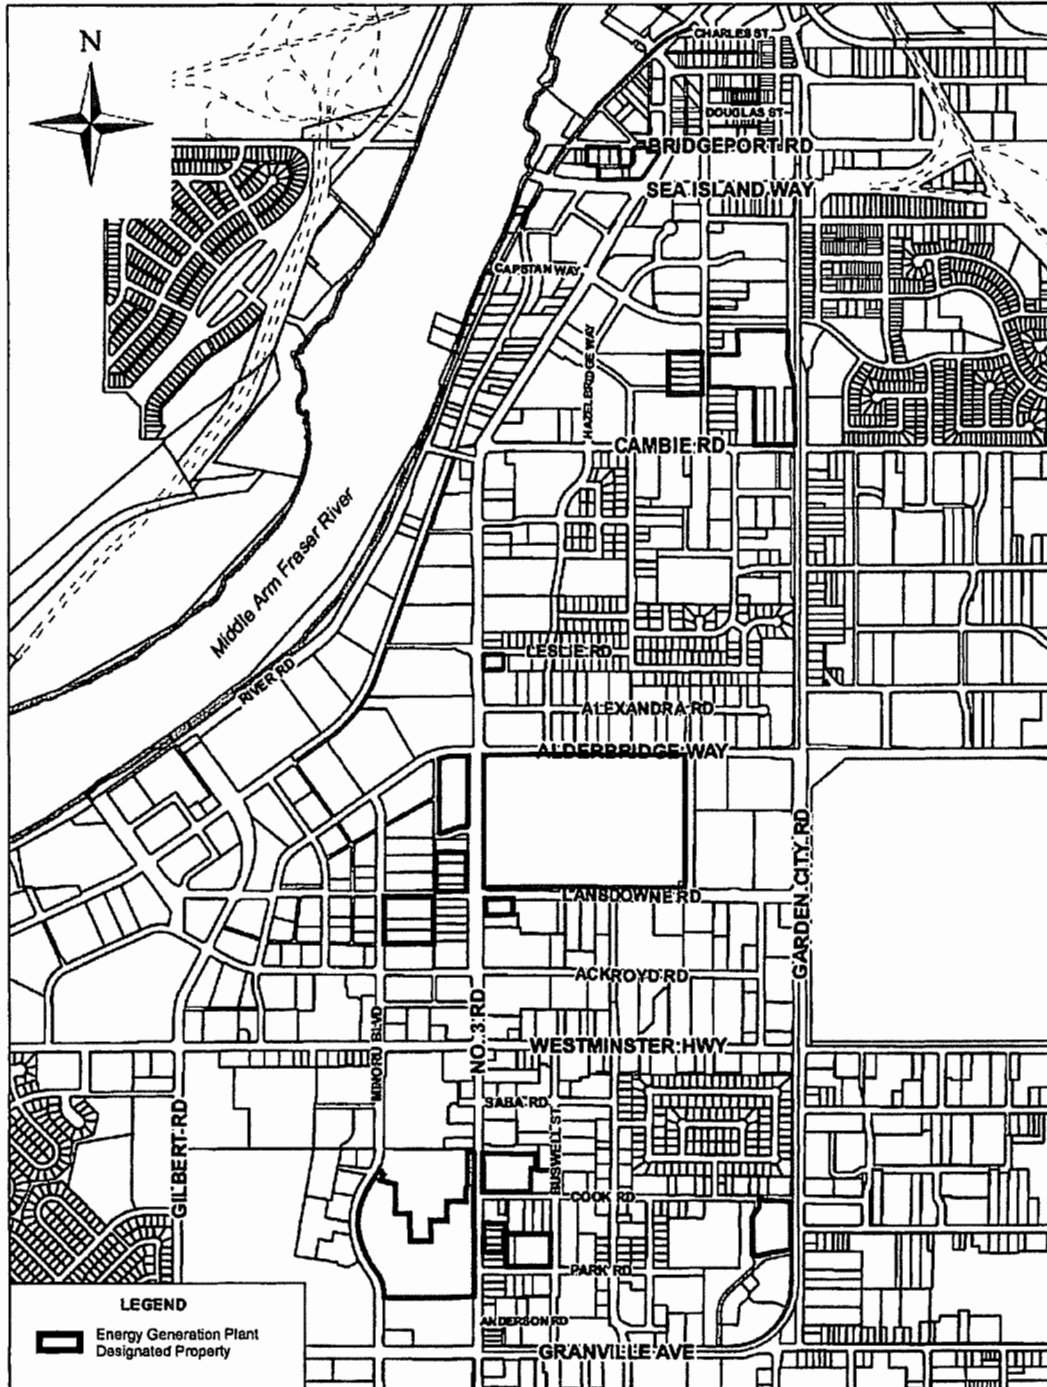 N
CHARLES ST
DOUGLAS ST
BRIDGEPORT RD
SEA ISLAND WAY
CAPSTAN WAY
HAZELBRIDGE WAY
CAMBIE RD
Middle Arm Fraser River
RIVER RD
LESLIE RD
ALEXANDRA RD
ALDERBRIDGE WAY
GARDEN CITY RD
LANSDOWNE RD
ACKROYD RD
NO. 3 RD
MINORU BLVD
WESTMINSTER HWY
SABA RD
GILBERT RD
BUSWELL ST
COOK RD
PARK RD
ANDERSON RD
GRANVILLE AVE
LEGEND
Energy Generation Plant
Designated Property